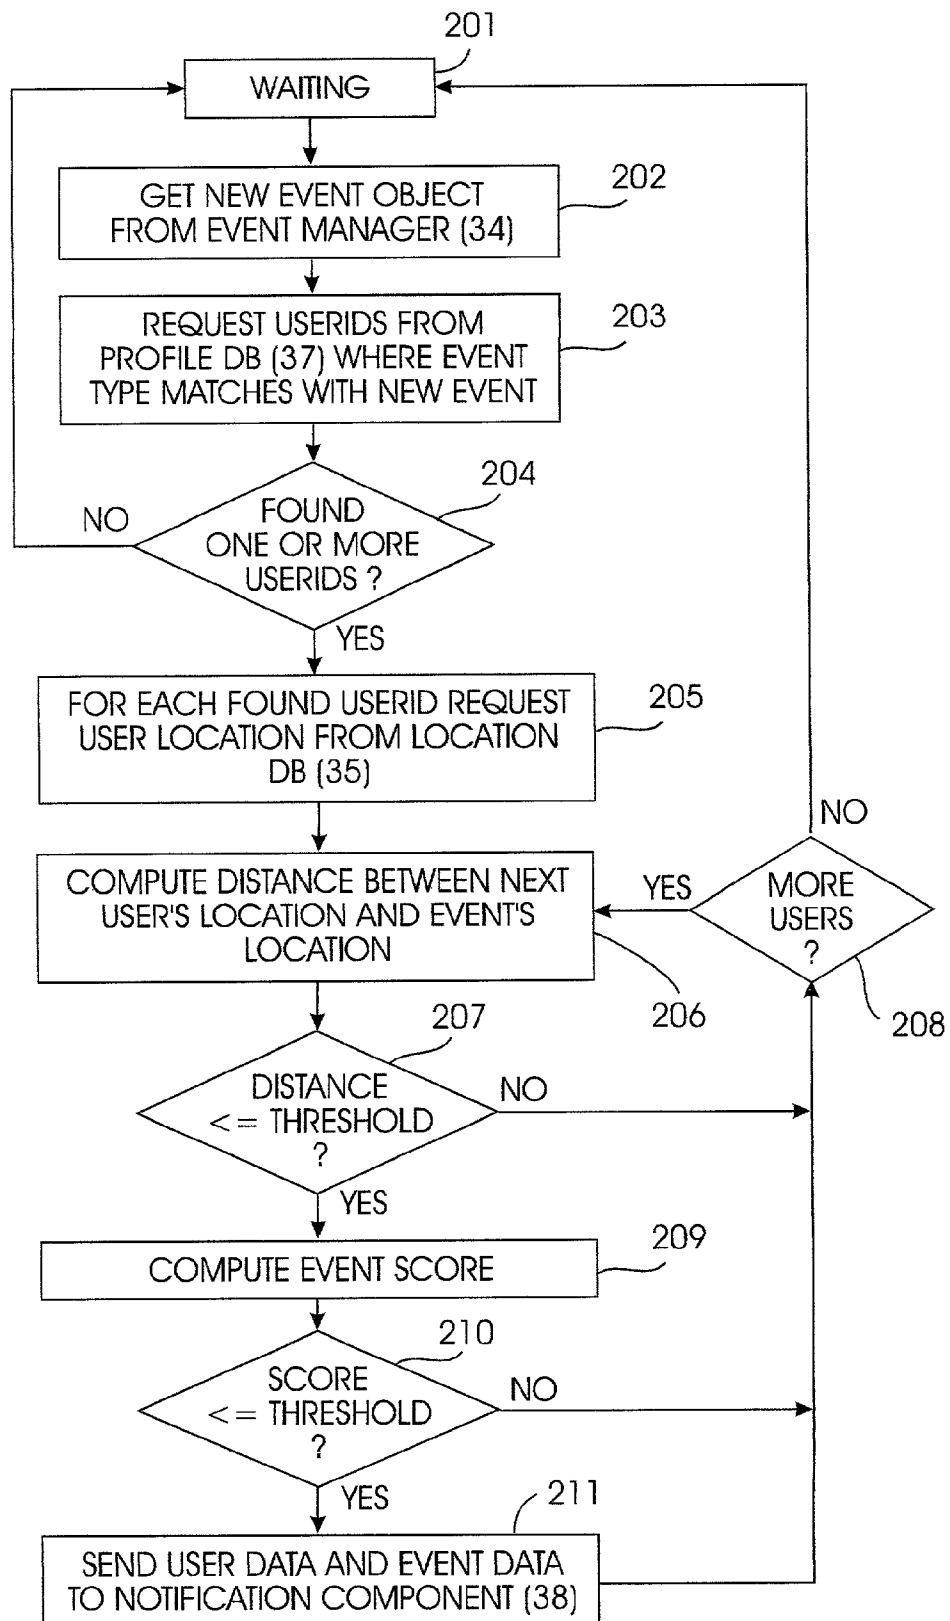 201
WAITING
GET NEW EVENT OBJECT
FROM EVENT MANAGER (34)
202
REQUEST USERIDS FROM
PROFILE DB (37) WHERE EVENT
TYPE MATCHES WITH NEW EVENT
203
204
FOUND
ONE OR MORE
USERIDS ?
NO
YES
FOR EACH FOUND USERID REQUEST
USER LOCATION FROM LOCATION
DB (35)
205
COMPUTE DISTANCE BETWEEN NEXT
USER'S LOCATION AND EVENT'S
LOCATION
206
YES
MORE
USERS
?
NO
208
207
DISTANCE
<= THRESHOLD
?
NO
YES
COMPUTE EVENT SCORE
209
210
SCORE
<= THRESHOLD
?
NO
YES
211
SEND USER DATA AND EVENT DATA
TO NOTIFICATION COMPONENT (38)